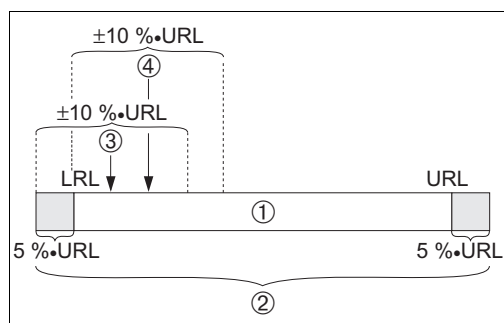 ±10 %•URL
④
±10 %•URL
③
LRL URL
①
5 %•URL 5 %•URL
②